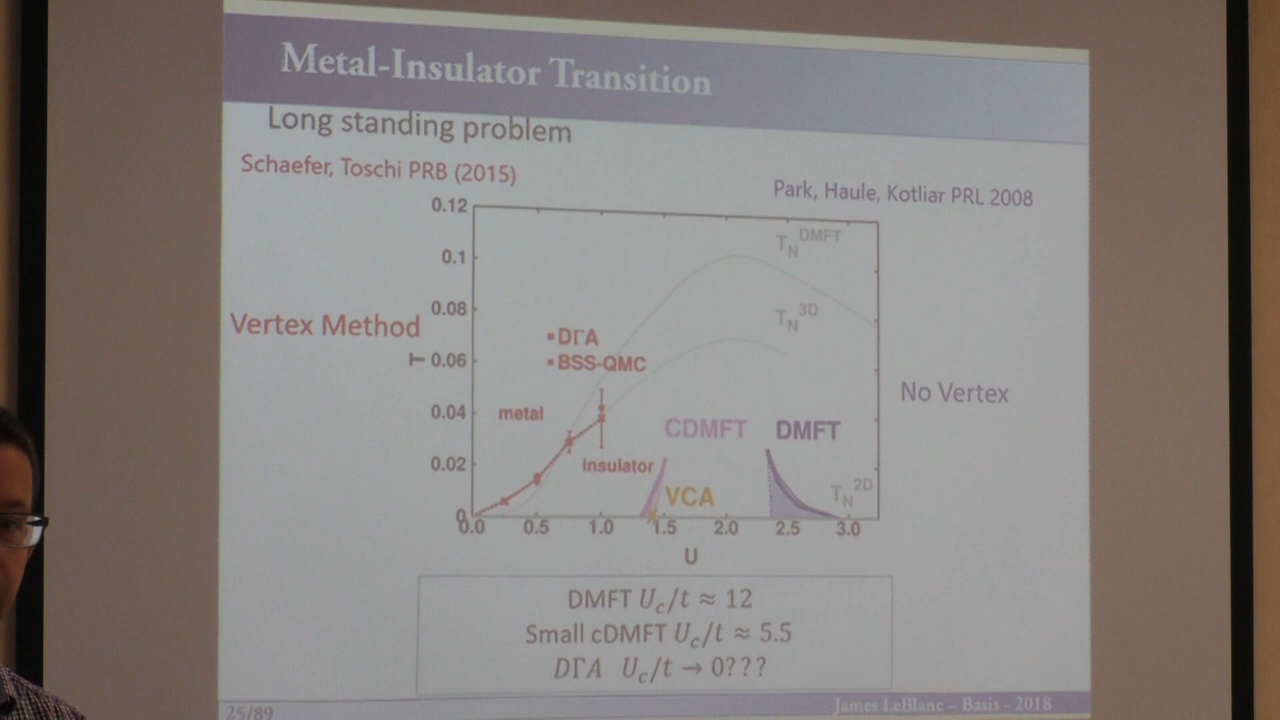 Metal-Insulator Transition
Long standing problem
Schaefer, Toschi PRB (2015)
Park, Haule, Kotliar PRL 2008
Vertex Method
No Vertex
0.12
0.1
0.08
0.06
0.04
0.02
0
T
T_N^DMFT
T_N^3D
▪DΓA
▪BSS-QMC
metal
insulator
CDMFT
DMFT
VCA
T_N^2D
0.0 0.5 1.0 1.5 2.0 2.5 3.0
U
DMFT U_c/t ≈ 12
Small cDMFT U_c/t ≈ 5.5
DΓA U_c/t → 0???
25/89
James LeBlanc – Basis - 2018